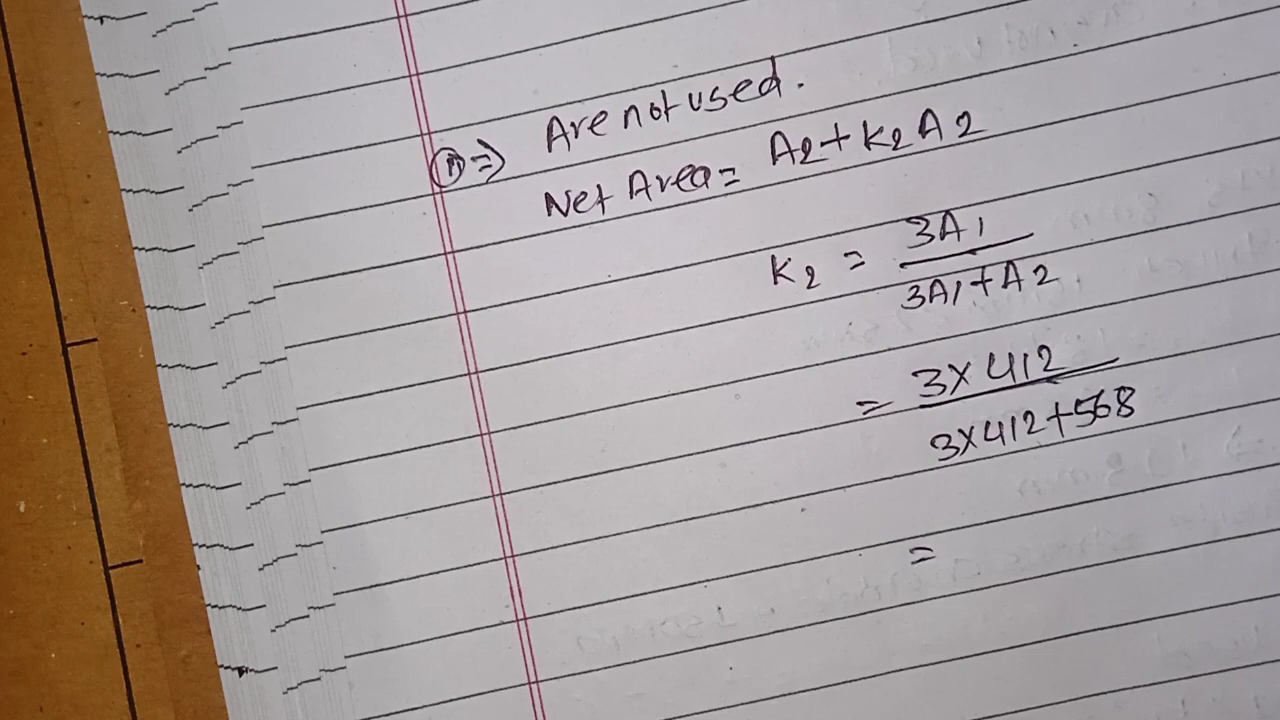 (ii) ⇒ Are not used.
Net Area = A2 + K2 A2
K2 = 3A1 / 3A1 + A2
= 3 × 412 / 3 × 412 + 568
=